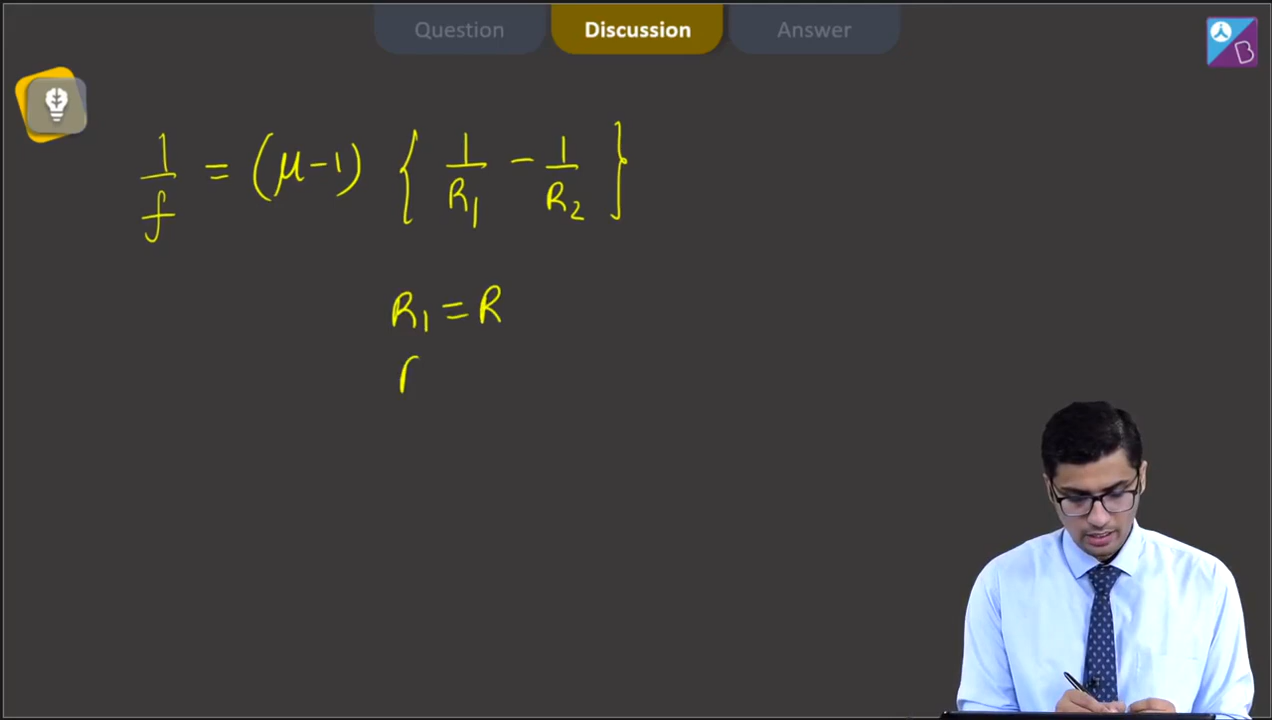 Question Discussion Answer
1/f = (μ-1) { 1/R₁ - 1/R₂ }
R₁ = R